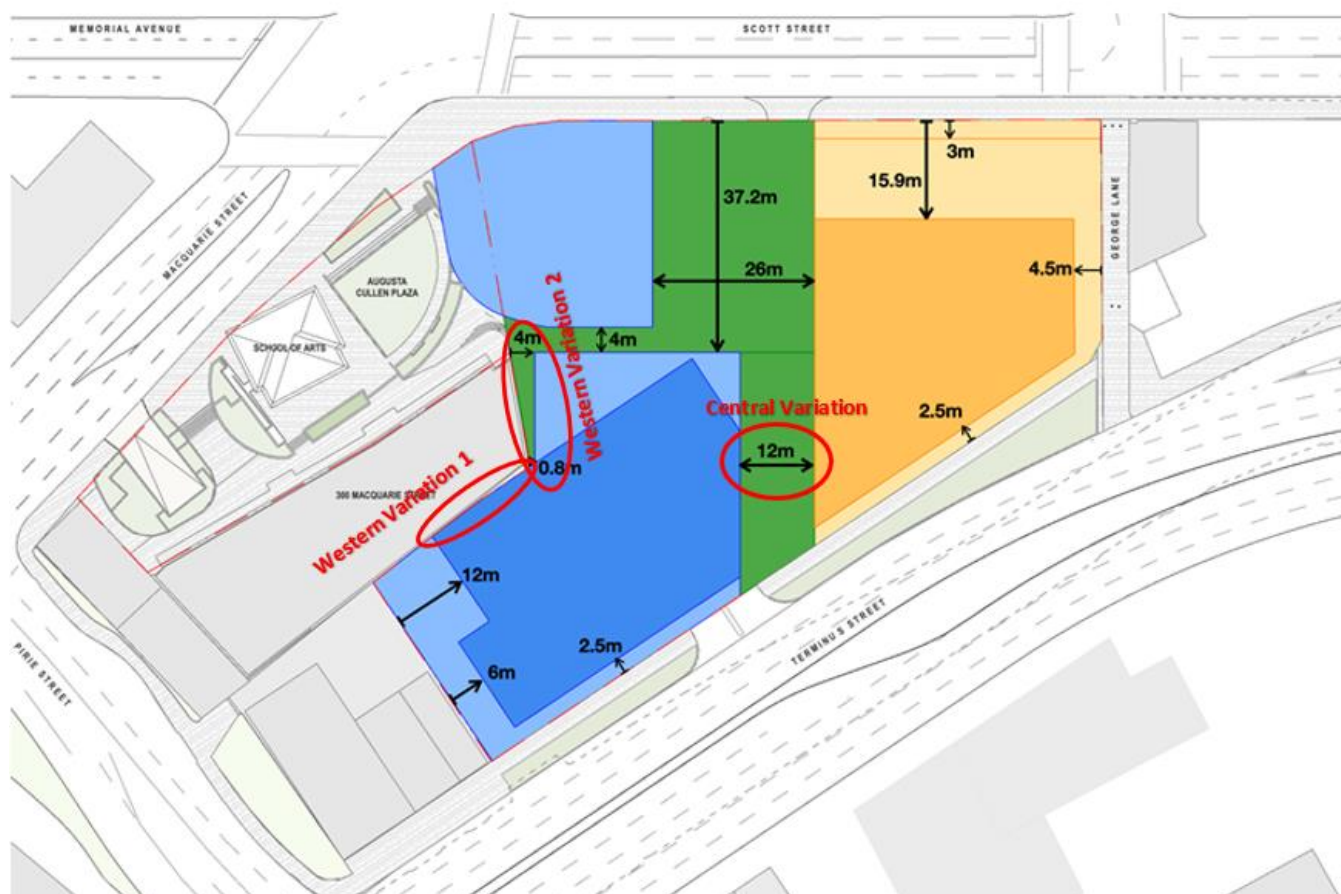 MEMORIAL AVENUE
SCOTT STREET
MACQUARIE STREET
3m
15.9m
37.2m
GEORGE LANE
26m
4.5m
AUGUSTA
CULLEN PLAZA
SCHOOL OF ARTS
4m
4m
Western Variation 2
Central Variation
2.5m
12m
0.8m
Western Variation 1
300 MACQUARIE STREET
12m
2.5m
6m
TERMINUS STREET
PIRIE STREET